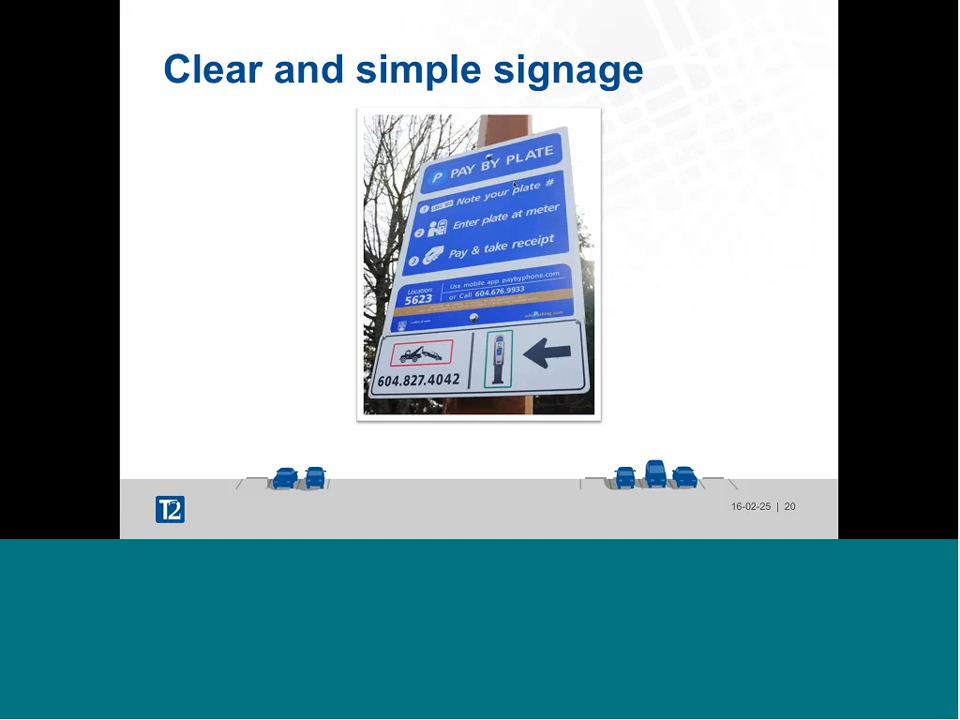 Clear and simple signage
P PAY BY PLATE
1 Note your plate #
2 Enter plate at meter
3 Pay & take receipt
Location
5623
Use mobile app paybyphone.com
or Call 604.676.9933
604.827.4042
T2
16-02-25 | 20